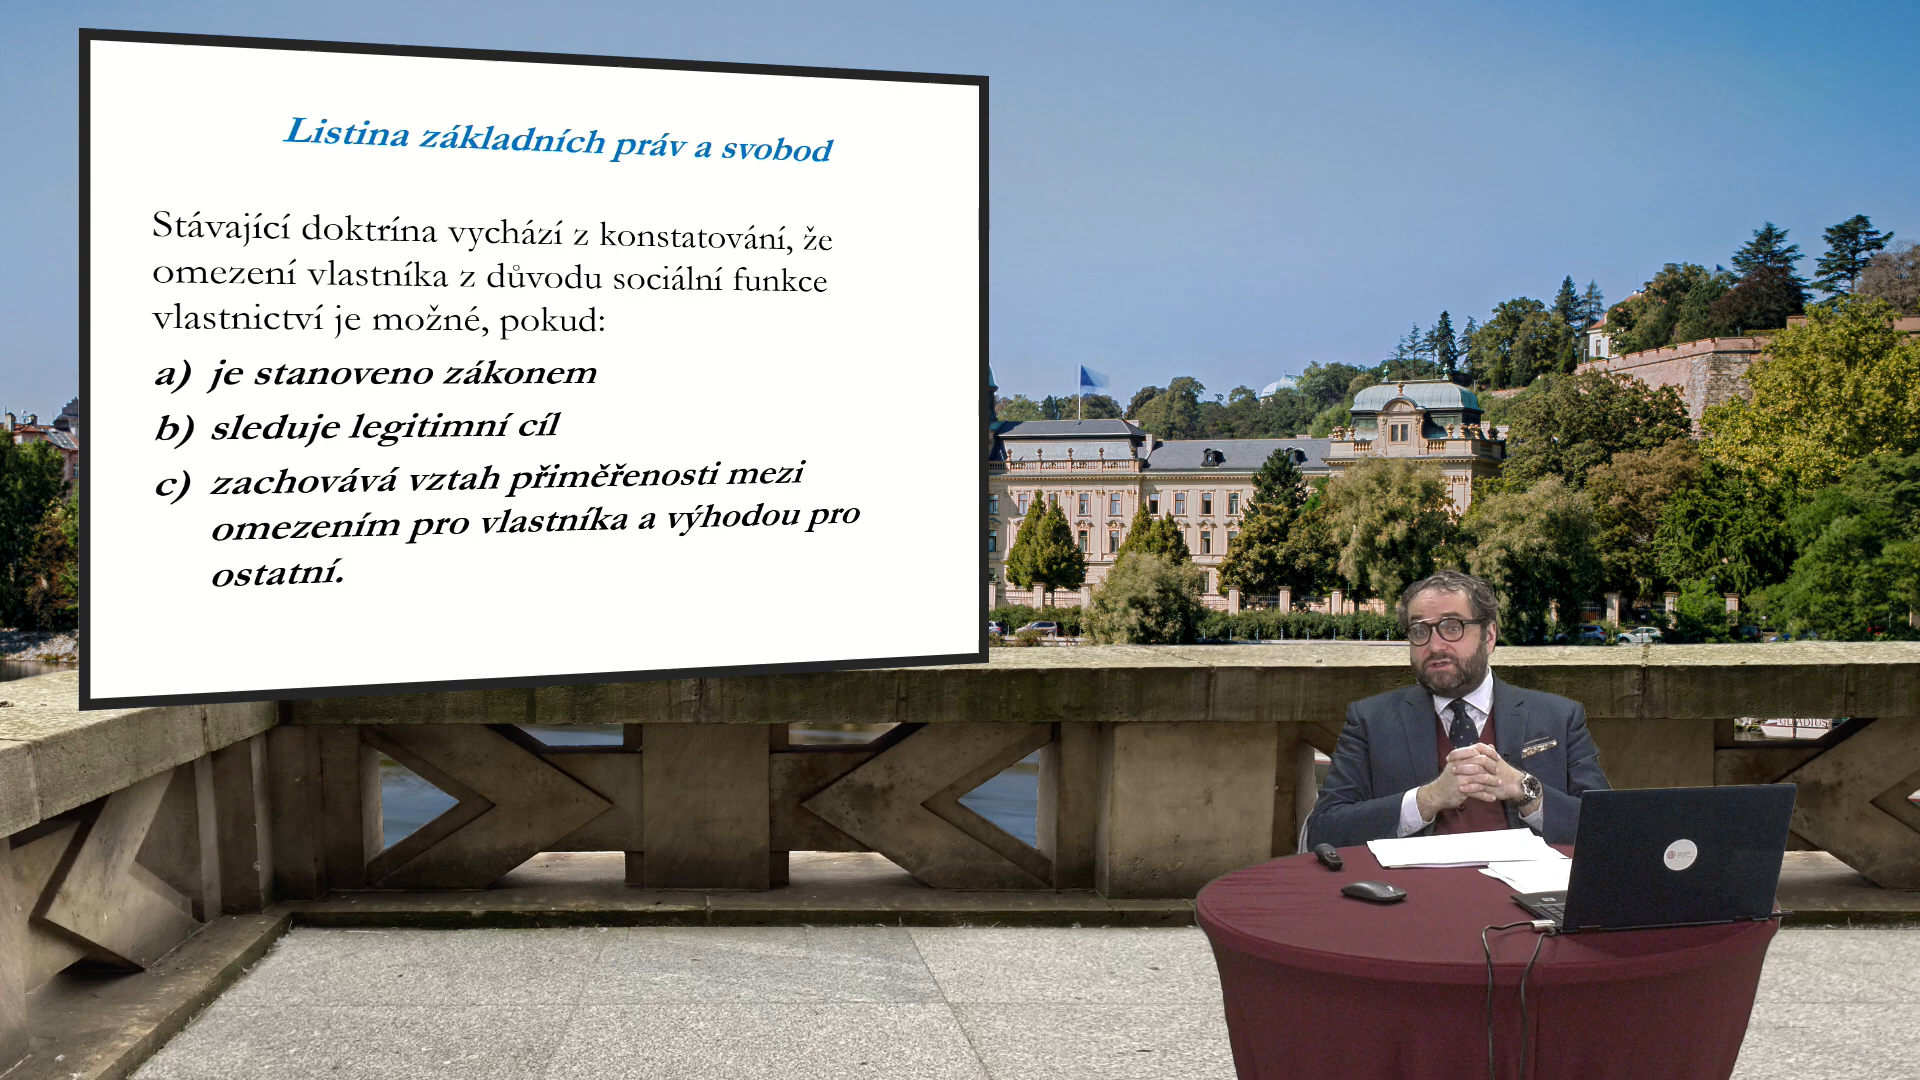 Listina základních práv a svobod
Stávající doktrína vychází z konstatování, že
omezení vlastníka z důvodu sociální funkce
vlastnictví je možné, pokud:
a) je stanoveno zákonem
b) sleduje legitimní cíl
c) zachovává vztah přiměřenosti mezi
omezením pro vlastníka a výhodou pro
ostatní.